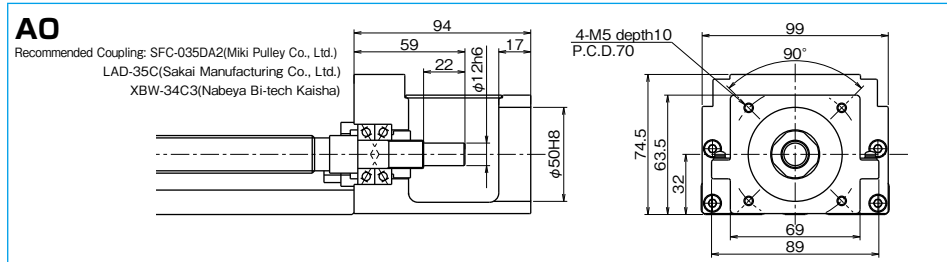 A0
Recommended Coupling: SFC-035DA2(Miki Pulley Co., Ltd.)
LAD-35C(Sakai Manufacturing Co., Ltd.)
XBW-34C3(Nabeya Bi-tech Kaisha)
94
59
17
22
φ12h6
φ50H8
4-M5 depth10
P.C.D.70
99
90°
74.5
63.5
32
69
89